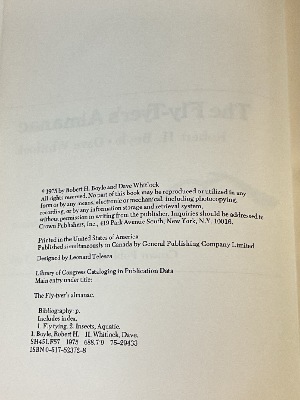 © 1975 by Robert H. Boyle and Dave Whitlock
All rights reserved. No part of this book may be reproduced or utilized in any
form or by any means, electronic or mechanical, including photocopying,
recording, or by any information storage and retrieval system,
without permission in writing from the publisher. Inquiries should be addressed to
Crown Publishers, Inc., 419 Park Avenue South, New York, N.Y. 10016.
Printed in the United States of America
Published simultaneously in Canada by General Publishing Company Limited
Designed by Leonard Telesca
Library of Congress Cataloging in Publication Data
Main entry under title:
The Fly-tyer's almanac.
Bibliography: p.
Includes index.
1. Fly tying. 2. Insects, Aquatic.
I. Boyle, Robert H. II. Whitlock, Dave.
SH451.F57 1975 688.7'9 75-29433
ISBN 0-517-52372-8